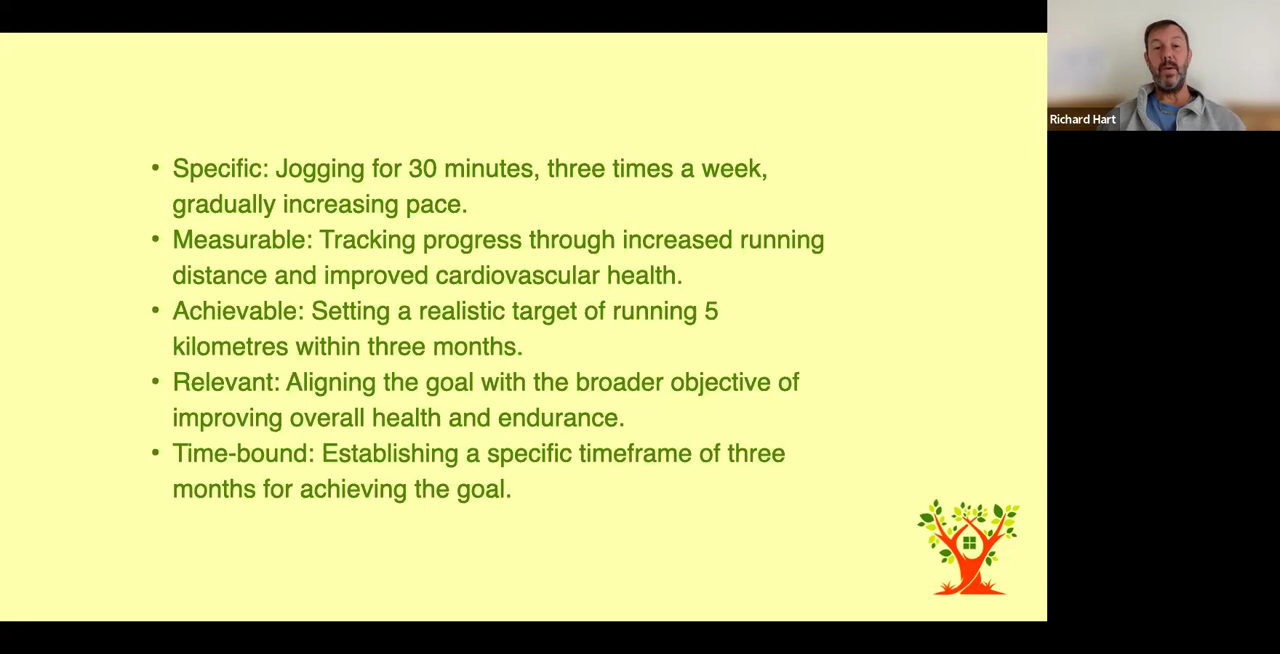 • Specific: Jogging for 30 minutes, three times a week,
gradually increasing pace.
• Measurable: Tracking progress through increased running
distance and improved cardiovascular health.
• Achievable: Setting a realistic target of running 5
kilometres within three months.
• Relevant: Aligning the goal with the broader objective of
improving overall health and endurance.
• Time-bound: Establishing a specific timeframe of three
months for achieving the goal.
Richard Hart